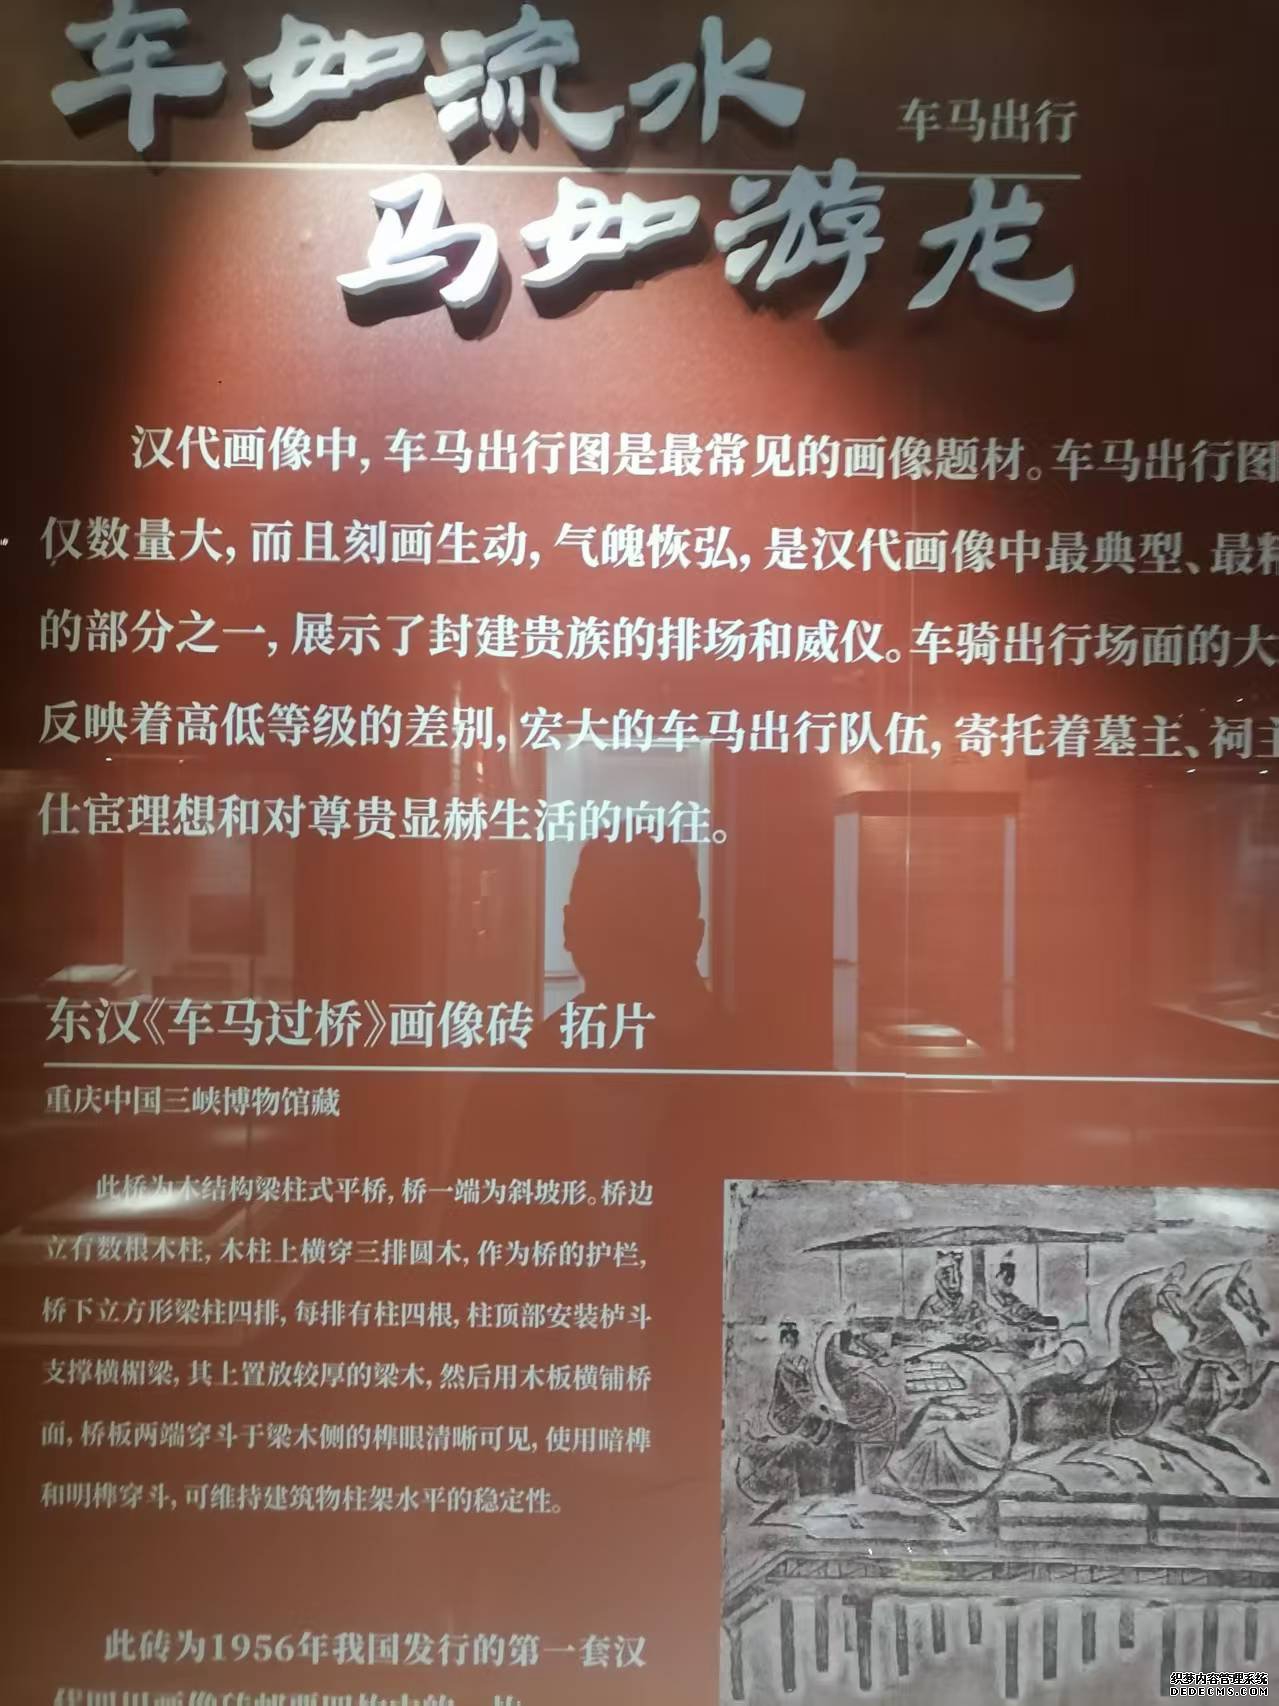 车如流水
车马出行
马如游龙
汉代画像中，车马出行图是最常见的画像题材。车马出行图
仅数量大，而且刻画生动，气魄恢弘，是汉代画像中最典型、最精
的部分之一，展示了封建贵族的排场和威仪。车骑出行场面的大
反映着高低等级的差别，宏大的车马出行队伍，寄托着墓主、祠主
仕宦理想和对尊贵显赫生活的向往。
东汉《车马过桥》画像砖 拓片
重庆中国三峡博物馆藏
此桥为木结构梁柱式平桥，桥一端为斜坡形。桥边
立有数根木柱，木柱上横穿三排圆木，作为桥的护栏，
桥下立方形梁柱四排，每排有柱四根，柱顶部安装栌斗
支撑横楣梁，其上置放较厚的梁木，然后用木板横铺桥
面，桥板两端穿斗于梁木侧的榫眼清晰可见，使用暗榫
和明榫穿斗，可维持建筑物柱架水平的稳定性。
此砖为1956年我国发行的第一套汉
织梦内容管理系统
DEDECMS.COM